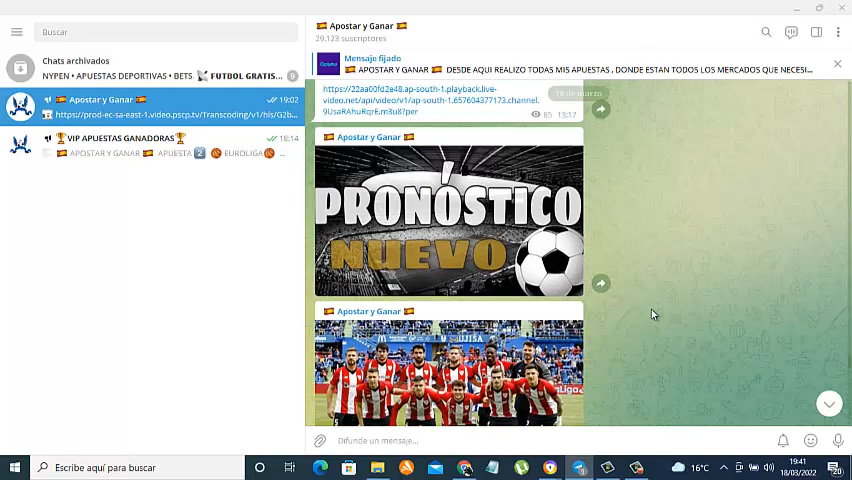 Buscar
Chats archivados
NYPEN • APUESTAS DEPORTIVAS • BETS, FUTBOL GRATIS... 9
Apostar y Ganar 19:02
https://prod-ec-sa-east-1.video.pscp.tv/Transcoding/v1/his/G2b...
VIP APUESTAS GANADORAS 18:14
APOSTAR Y GANAR APUESTA 2 EUROLIGA ...
Apostar y Ganar
29.123 suscriptores
Mensaje fijado
APOSTAR Y GANAR DESDE AQUI REALIZO TODAS MIS APUESTAS , DONDE ESTAN TODOS LOS MERCADOS QUE NECESI...
18 de marzo
https://22aa00fd2e48.ap-south-1.playback.live-
video.net/api/video/v1/ap-south-1.657604377173.channel.
9UsaRAhuRqrE.m3u8?per
85 13:17
Apostar y Ganar
PRONÓSTICO
NUEVO
Apostar y Ganar
Difunde un mensaje...
Escribe aquí para buscar
16°C
19:41
18/03/2022
20